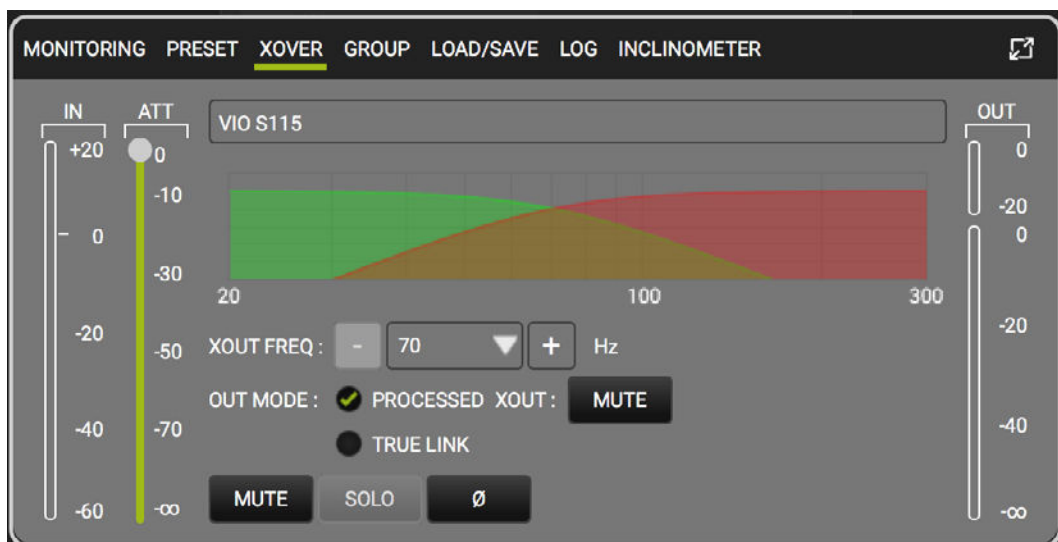 MONITORING PRESET XOVER GROUP LOAD/SAVE LOG INCLINOMETER
IN ATT OUT
VIO S115
+20 0 0
-10
-20
0 0
-30
20 100 300
-20 -50 -20
XOUT FREQ : - 70 + Hz
OUT MODE : PROCESSED XOUT : MUTE
-40 -70 -40
TRUE LINK
MUTE SOLO Ø
-60 -∞ -∞